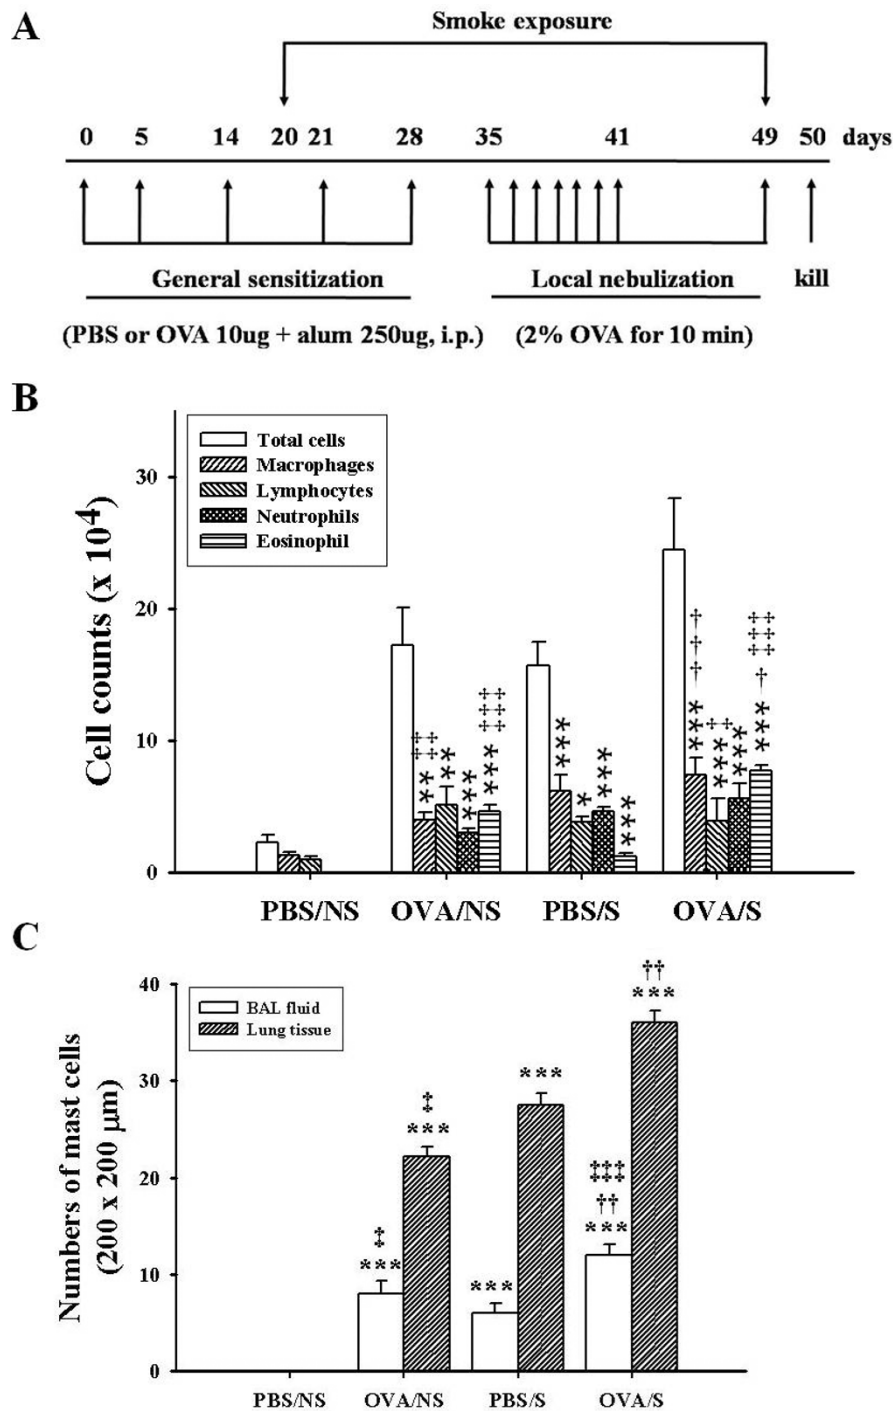 A
Smoke exposure
0 5 14 20 21 28 35 41 49 50 days
General sensitization Local nebulization kill
(PBS or OVA 10ug + alum 250ug, i.p.) (2% OVA for 10 min)
B
Total cells
Macrophages
Lymphocytes
Neutrophils
Eosinophil
Cell counts (x 10⁴)
30
20
10
0
‡‡ ** ** *** ‡‡‡ *** *** * *** *** ††† *** ‡ *** *** ‡‡‡ † ***
PBS/NS OVA/NS PBS/S OVA/S
C
BAL fluid
Lung tissue
Numbers of mast cells
(200 x 200 µm)
40
30
20
10
0
‡
***
‡
***
***
***
‡‡‡
††
***
††
***
PBS/NS OVA/NS PBS/S OVA/S